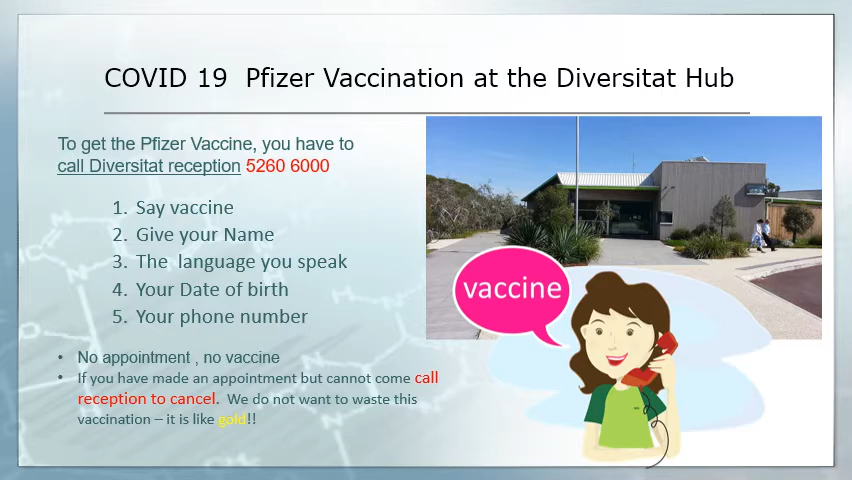 COVID 19  Pfizer Vaccination at the Diversitat Hub
To get the Pfizer Vaccine, you have to
call Diversitat reception 5260 6000
1. Say vaccine
2. Give your Name
3. The  language you speak
4. Your Date of birth
5. Your phone number
• No appointment , no vaccine
• If you have made an appointment but cannot come call
reception to cancel.  We do not want to waste this
vaccination – it is like gold!!
vaccine